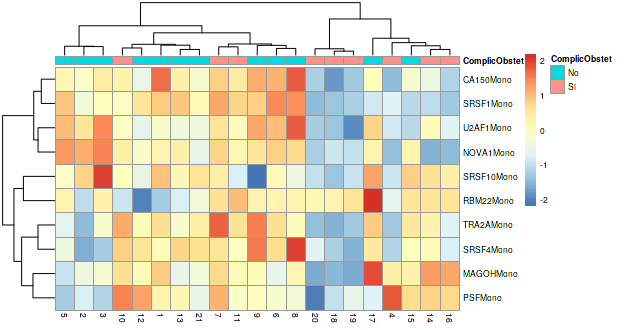 ComplicObstet
CA150Mono
SRSF1Mono
U2AF1Mono
NOVA1Mono
SRSF10Mono
RBM22Mono
TRA2AMono
SRSF4Mono
MAGOHMono
PSFMono
5 2 3 10 12 1 13 21 7 11 9 6 8 20 18 19 17 4 15 14 16
2
1
0
-1
-2
ComplicObstet
No
SI